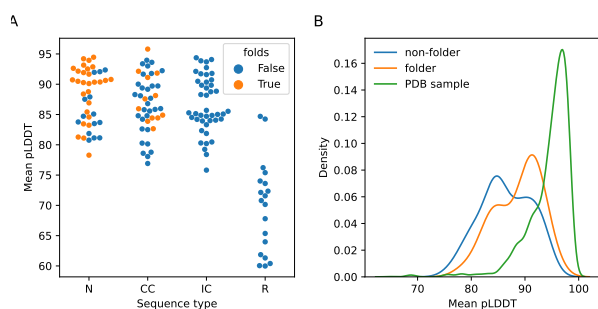 A
B
folds
False
True
95
90
85
80
75
70
65
60
Mean pLDDT
N
CC
IC
R
Sequence type
non-folder
folder
PDB sample
0.16
0.14
0.12
0.10
0.08
0.06
0.04
0.02
0.00
Density
70
80
90
100
Mean pLDDT